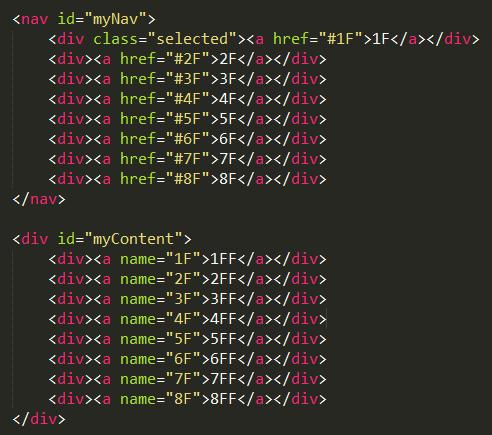 <nav id="myNav">
    <div class="selected"><a href="#1F">1F</a></div>
    <div><a href="#2F">2F</a></div>
    <div><a href="#3F">3F</a></div>
    <div><a href="#4F">4F</a></div>
    <div><a href="#5F">5F</a></div>
    <div><a href="#6F">6F</a></div>
    <div><a href="#7F">7F</a></div>
    <div><a href="#8F">8F</a></div>
</nav>

<div id="myContent">
    <div><a name="1F">1FF</a></div>
    <div><a name="2F">2FF</a></div>
    <div><a name="3F">3FF</a></div>
    <div><a name="4F">4FF</a></div>
    <div><a name="5F">5FF</a></div>
    <div><a name="6F">6FF</a></div>
    <div><a name="7F">7FF</a></div>
    <div><a name="8F">8FF</a></div>
</div>